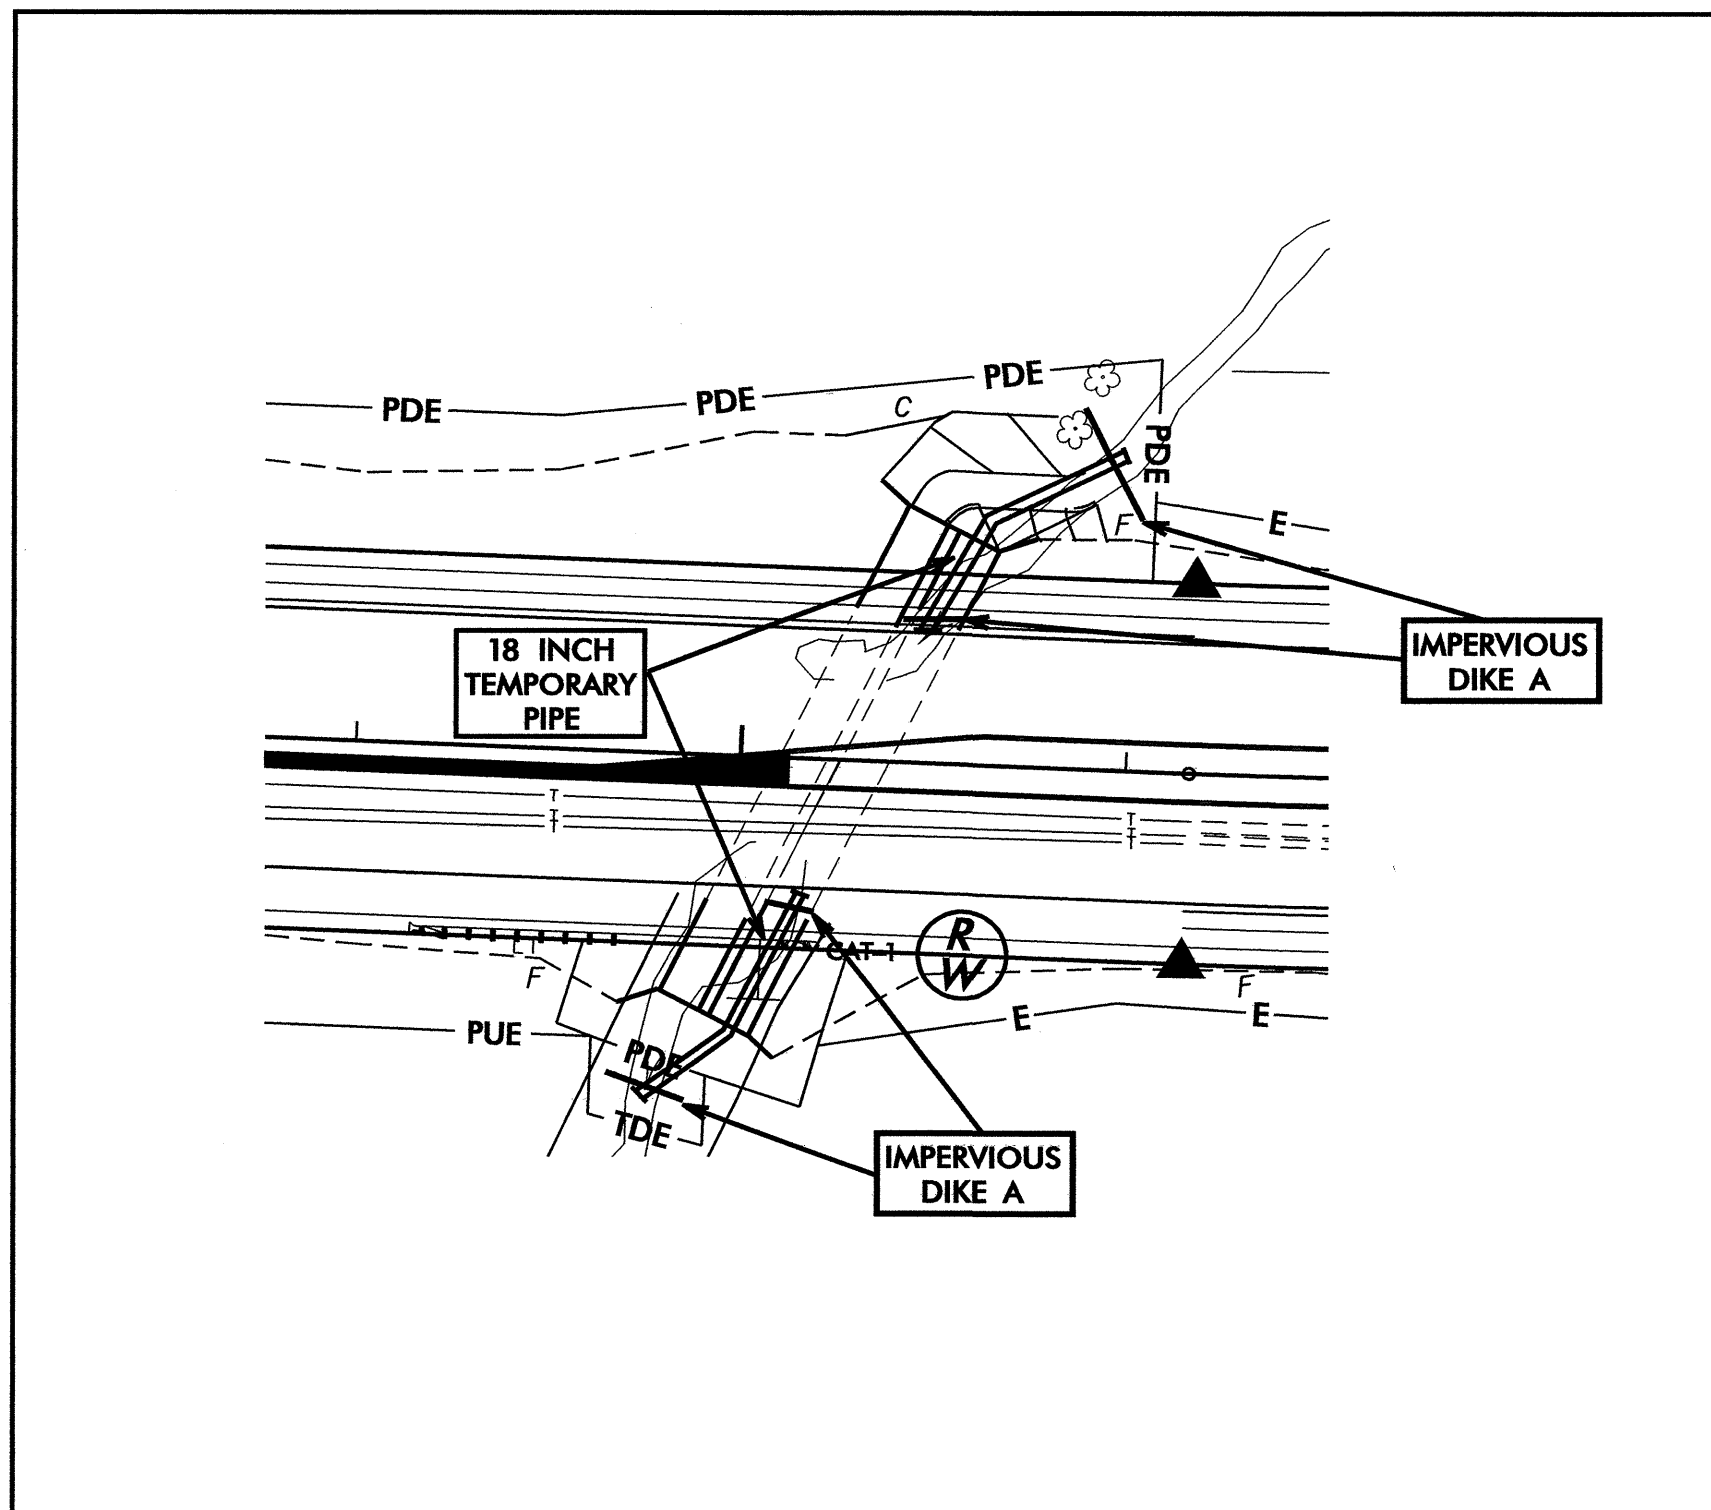 PDE
PDE
PDE
C
PDE
E
F
18 INCH
TEMPORARY
PIPE
IMPERVIOUS
DIKE A
T
T
T
T
R
W
CAT-1
F
F
E
E
PUE
PDE
TDE
IMPERVIOUS
DIKE A